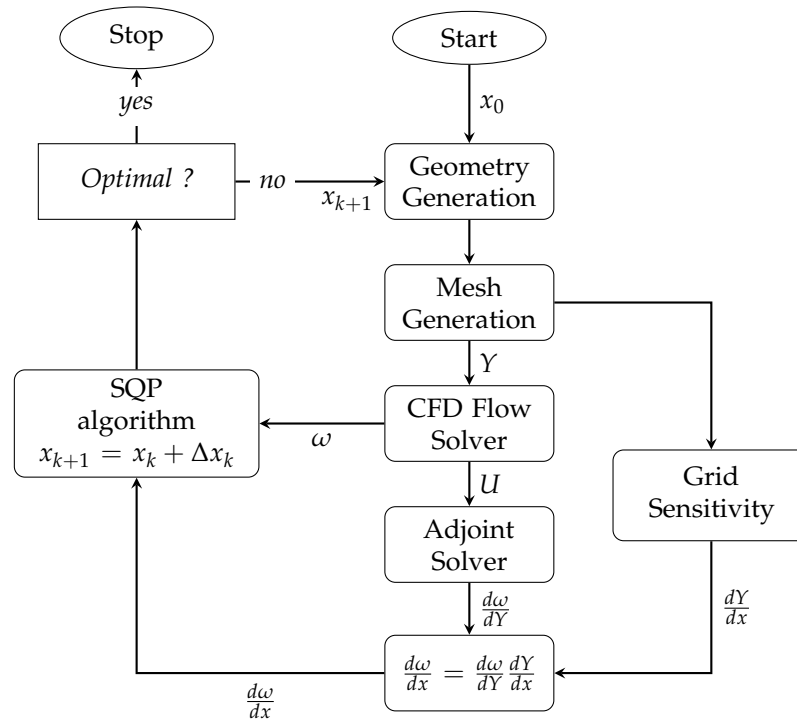 Stop
Start
yes
x_0
Optimal ?
no
x_{k+1}
Geometry
Generation
Mesh
Generation
Y
SQP
algorithm
x_{k+1} = x_k + Δx_k
ω
CFD Flow
Solver
U
Grid
Sensitivity
Adjoint
Solver
dω/dY
dY/dx
dω/dx = dω/dY dY/dx
dω/dx